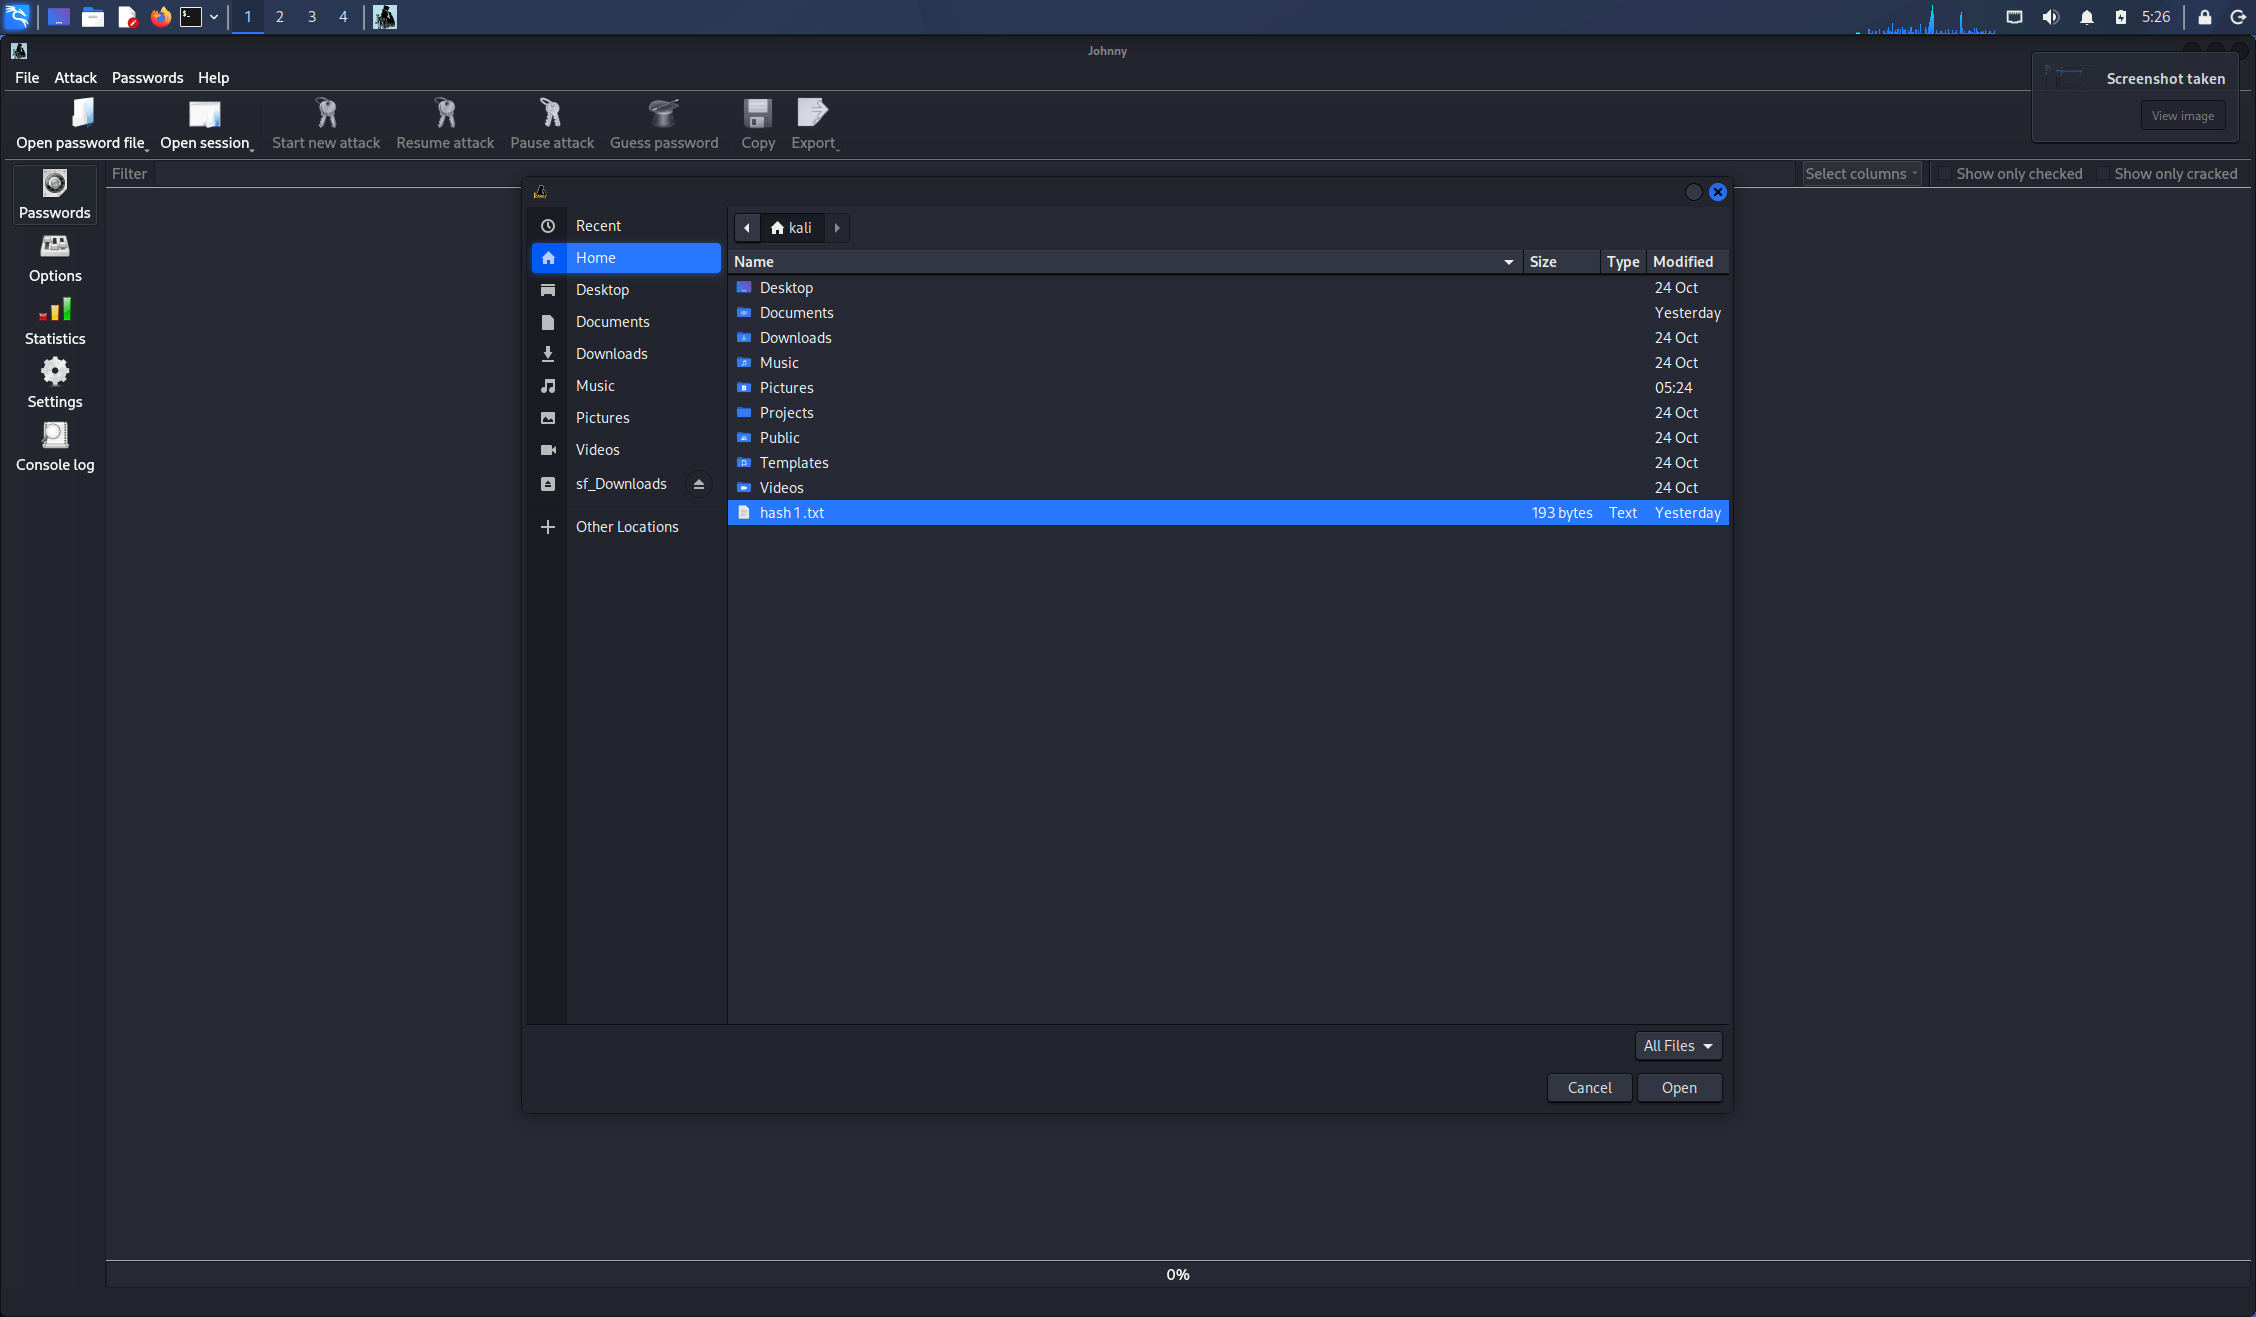 1 2 3 4 5:26
Johnny
File Attack Passwords Help
Screenshot taken
View image
Open password file Open session Start new attack Resume attack Pause attack Guess password Copy Export
Filter Select columns Show only checked Show only cracked
Passwords
Options
Statistics
Settings
Console log
Recent
Home
Desktop
Documents
Downloads
Music
Pictures
Videos
sf_Downloads
Other Locations
kali
Name Size Type Modified
Desktop 24 Oct
Documents Yesterday
Downloads 24 Oct
Music 24 Oct
Pictures 05:24
Projects 24 Oct
Public 24 Oct
Templates 24 Oct
Videos 24 Oct
hash1.txt 193 bytes Text Yesterday
All Files
Cancel Open
0%